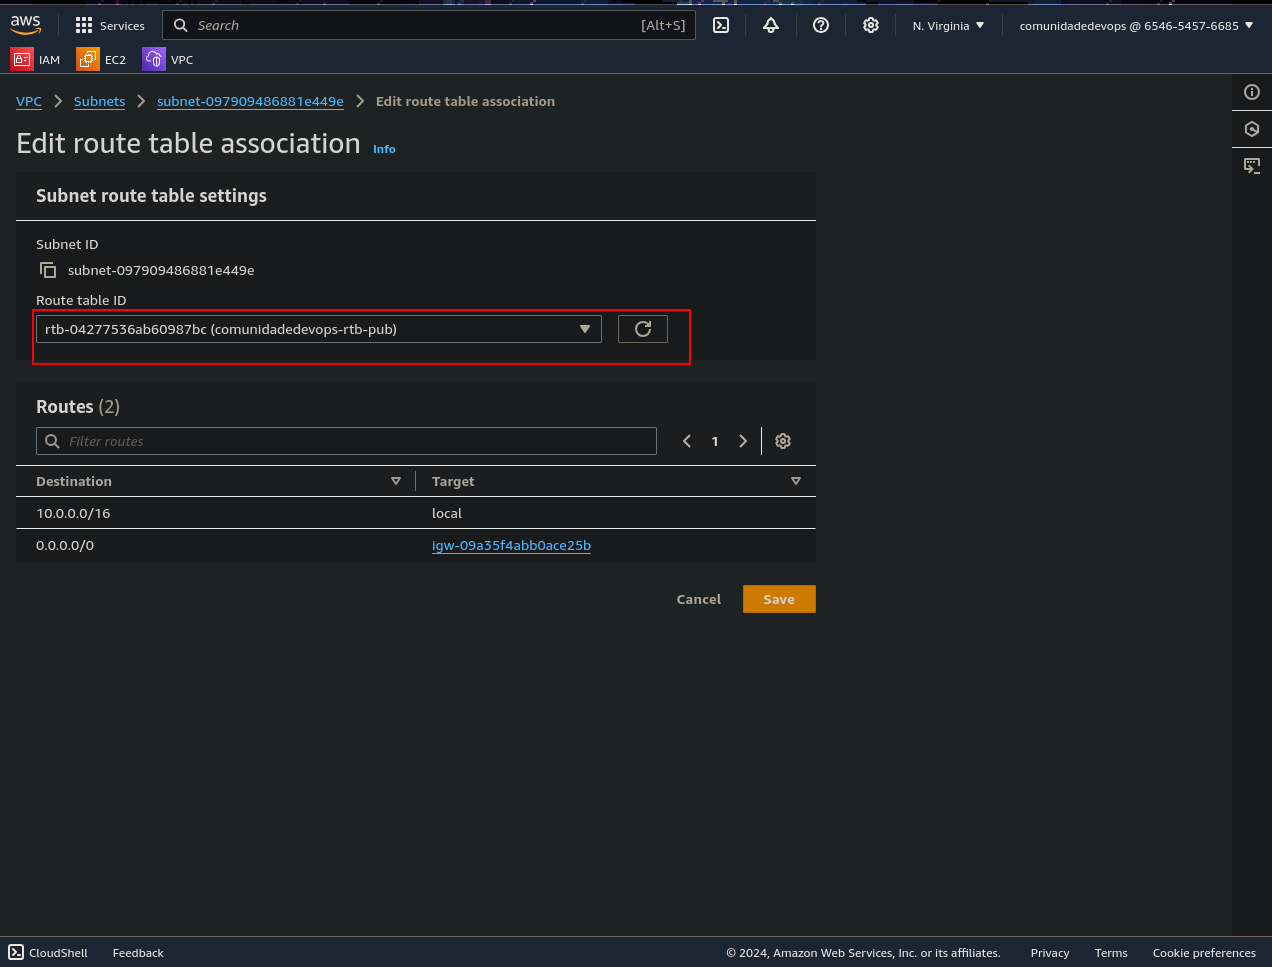 aws Services Search [Alt+S] N. Virginia comunidadedevops @ 6546-5457-6685
IAM EC2 VPC
VPC Subnets subnet-097909486881e449e Edit route table association
Edit route table association Info
Subnet route table settings
Subnet ID
subnet-097909486881e449e
Route table ID
rtb-04277536ab60987bc (comunidadedevops-rtb-pub)
Routes (2)
Filter routes 1
Destination Target
10.0.0.0/16 local
0.0.0.0/0 igw-09a35f4abb0ace25b
Cancel Save
CloudShell Feedback © 2024, Amazon Web Services, Inc. or its affiliates. Privacy Terms Cookie preferences